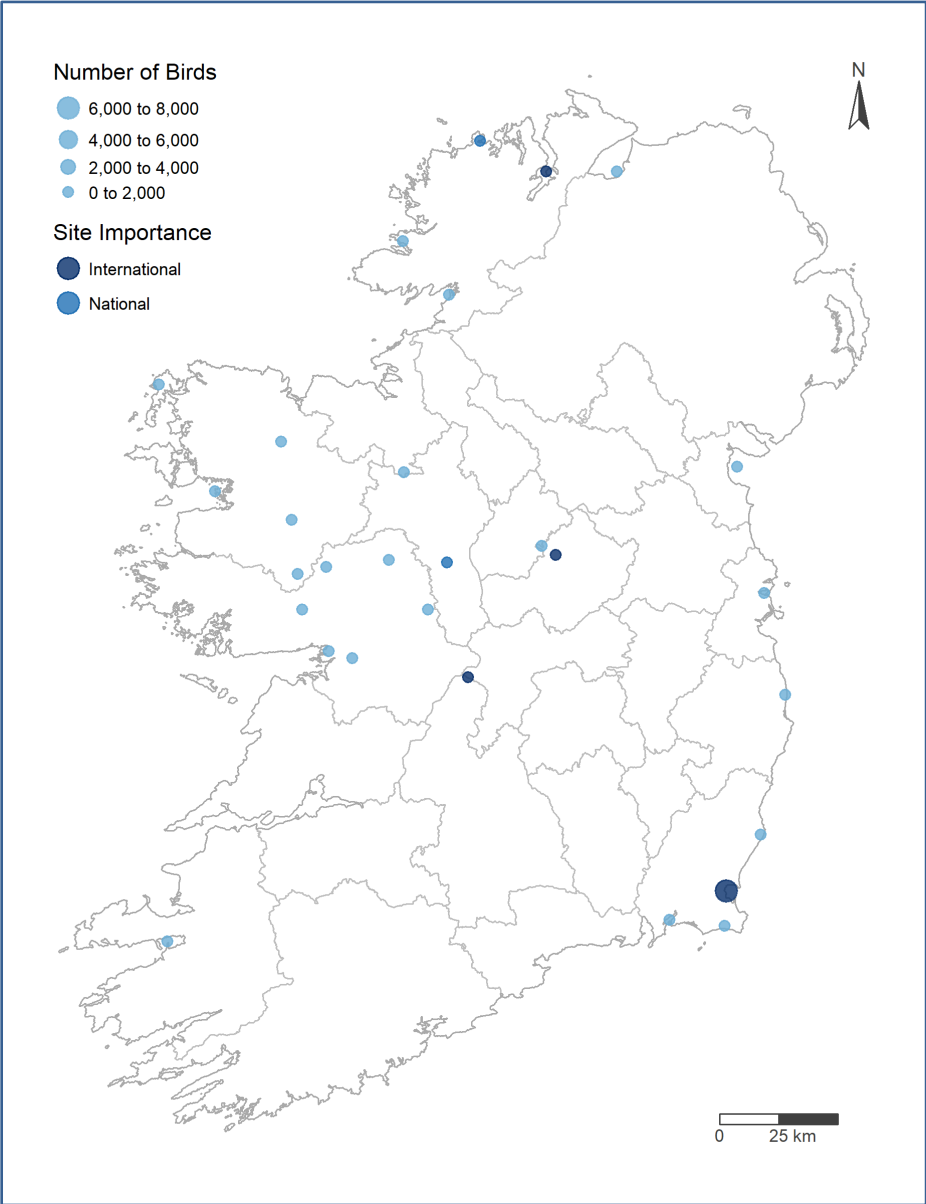 Number of Birds
6,000 to 8,000
4,000 to 6,000
2,000 to 4,000
0 to 2,000
Site Importance
International
National
N
0 25 km